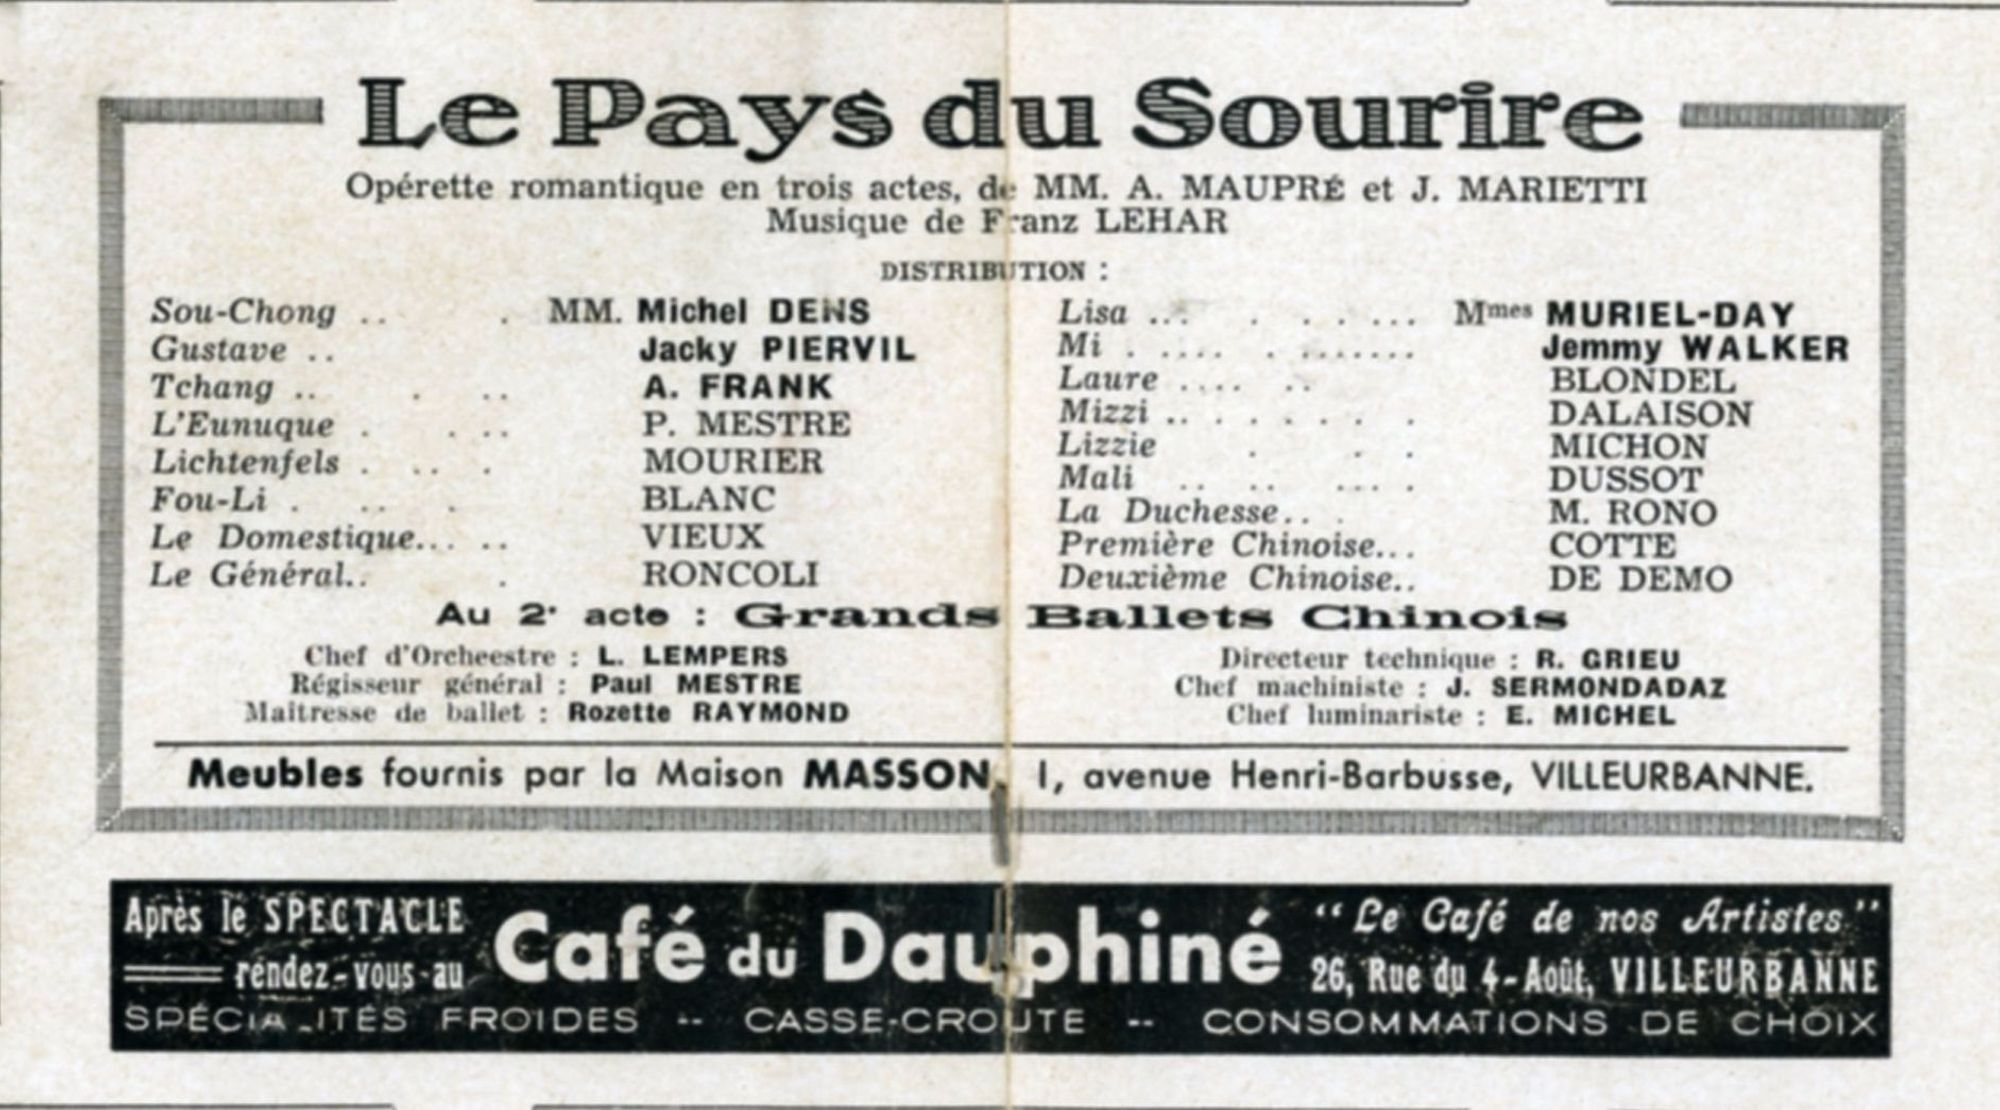 Le Pays du Sourire
Opérette romantique en trois actes, de MM. A. MAUPRÉ et J. MARIETTI
Musique de Franz LEHAR
DISTRIBUTION :
Sou-Chong .. . MM. Michel DENS
Gustave .. Jacky PIERVIL
Tchang .. . .. A. FRANK
L'Eunuque . . .. P. MESTRE
Lichtenfels . .. . MOURIER
Fou-Li . .. . BLANC
Le Domestique... .. VIEUX
Le Général.. . RONCOLI
Lisa ... . . . ... Mmes MURIEL-DAY
Mi . .... . ....... Jemmy WALKER
Laure .... .. BLONDEL
Mizzi .. . . . . . DALAISON
Lizzie . . . MICHON
Mali .. .. ... . DUSSOT
La Duchesse.. . M. RONO
Première Chinoise... COTTE
Deuxième Chinoise.. DE DEMO
Au 2e acte : Grands Ballets Chinois
Chef d'Orcheestre : L. LEMPERS
Régisseur général : Paul MESTRE
Maîtresse de ballet : Rozette RAYMOND
Directeur technique : R. GRIEU
Chef machiniste : J. SERMONDADAZ
Chef luminariste : E. MICHEL
Meubles fournis par la Maison MASSON, 1, avenue Henri-Barbusse, VILLEURBANNE.
Après le SPECTACLE
rendez-vous au
Café du Dauphiné
"Le Café de nos Artistes"
26, Rue du 4-Août, VILLEURBANNE
SPÉCIALITÉS FROIDES -- CASSE-CROUTE -- CONSOMMATIONS DE CHOIX